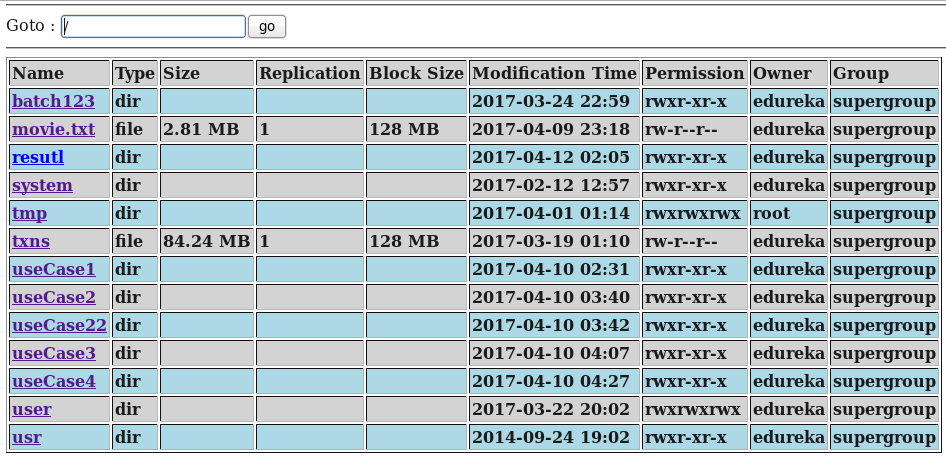 Goto : / go
Name Type Size Replication Block Size Modification Time Permission Owner Group
batch123 dir 2017-03-24 22:59 rwxr-xr-x edureka supergroup
movie.txt file 2.81 MB 1 128 MB 2017-04-09 23:18 rw-r--r-- edureka supergroup
resutl dir 2017-04-12 02:05 rwxr-xr-x edureka supergroup
system dir 2017-02-12 12:57 rwxr-xr-x edureka supergroup
tmp dir 2017-04-01 01:14 rwxrwxrwx root supergroup
txns file 84.24 MB 1 128 MB 2017-03-19 01:10 rw-r--r-- edureka supergroup
useCase1 dir 2017-04-10 02:31 rwxr-xr-x edureka supergroup
useCase2 dir 2017-04-10 03:40 rwxr-xr-x edureka supergroup
useCase22 dir 2017-04-10 03:42 rwxr-xr-x edureka supergroup
useCase3 dir 2017-04-10 04:07 rwxr-xr-x edureka supergroup
useCase4 dir 2017-04-10 04:27 rwxr-xr-x edureka supergroup
user dir 2017-03-22 20:02 rwxrwxrwx edureka supergroup
usr dir 2014-09-24 19:02 rwxr-xr-x edureka supergroup